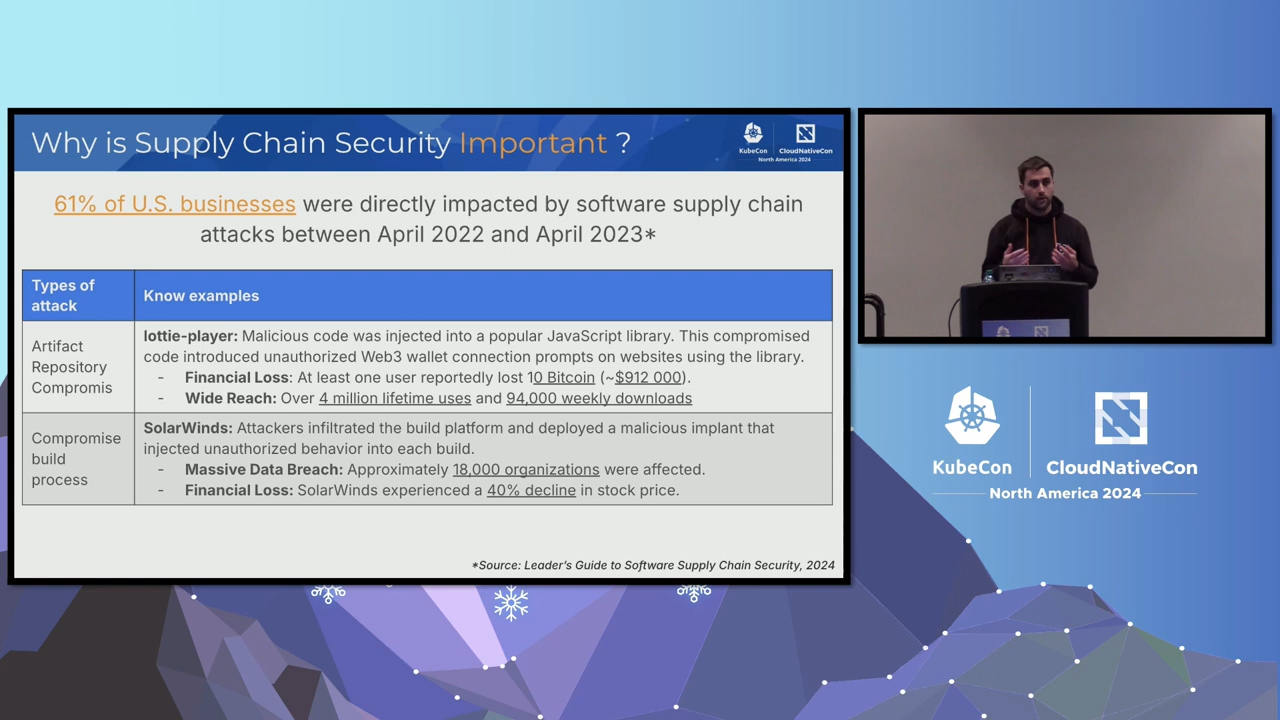 Why is Supply Chain Security Important ?
KubeCon
CloudNativeCon
North America 2024
61% of U.S. businesses were directly impacted by software supply chain
attacks between April 2022 and April 2023*
Types of
attack
Know examples
Artifact
Repository
Compromis
lottie-player: Malicious code was injected into a popular JavaScript library. This compromised
code introduced unauthorized Web3 wallet connection prompts on websites using the library.
- Financial Loss: At least one user reportedly lost 10 Bitcoin (~$912 000).
- Wide Reach: Over 4 million lifetime uses and 94,000 weekly downloads
Compromise
build
process
SolarWinds: Attackers infiltrated the build platform and deployed a malicious implant that
injected unauthorized behavior into each build.
- Massive Data Breach: Approximately 18,000 organizations were affected.
- Financial Loss: SolarWinds experienced a 40% decline in stock price.
*Source: Leader's Guide to Software Supply Chain Security, 2024
KubeCon
CloudNativeCon
North America 2024